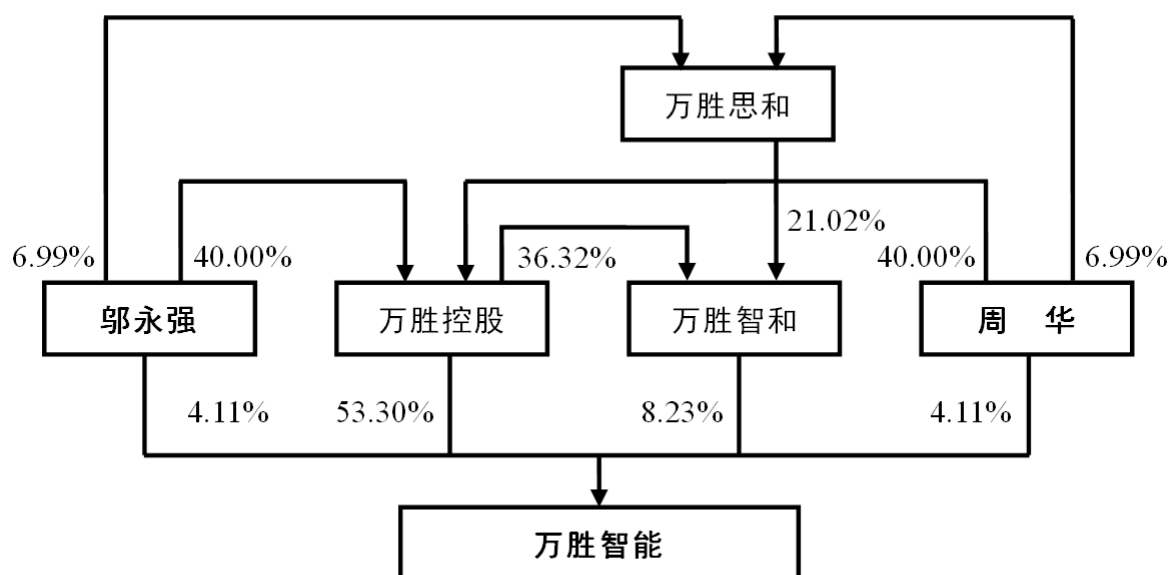 万胜思和
21.02%
6.99%
40.00%
36.32%
40.00%
6.99%
邬永强
万胜控股
万胜智和
周 华
4.11%
53.30%
8.23%
4.11%
万胜智能